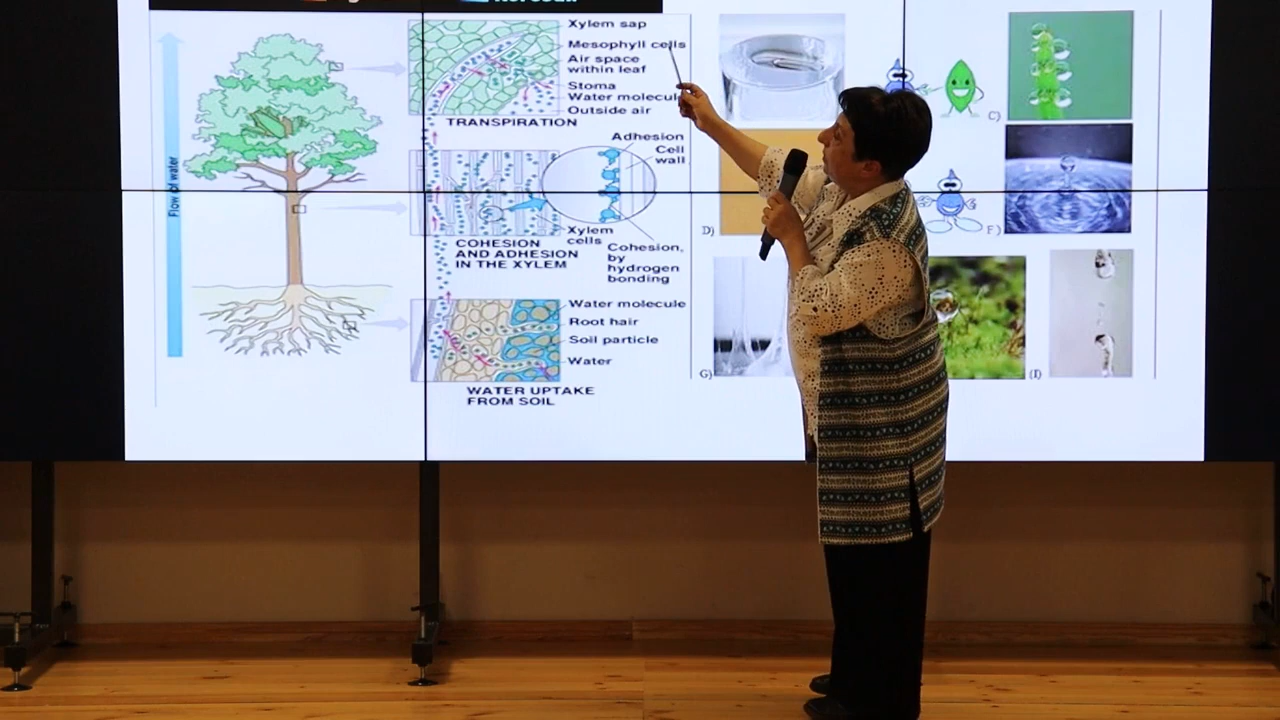 Xylem sap
Mesophyll cells
Air space
within leaf
Stoma
Water molecule
Outside air
TRANSPIRATION
Adhesion
Cell
wall
Flow of water
Xylem
cells
COHESION
AND ADHESION
IN THE XYLEM
Cohesion,
by
hydrogen
bonding
Water molecule
Root hair
Soil particle
Water
WATER UPTAKE
FROM SOIL
C)
D)
F)
G)
(I)